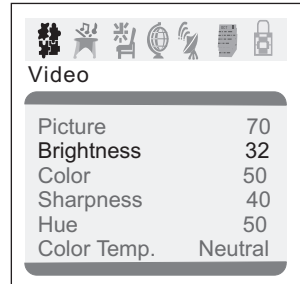 Video
Picture 70
Brightness 32
Color 50
Sharpness 40
Hue 50
Color Temp. Neutral